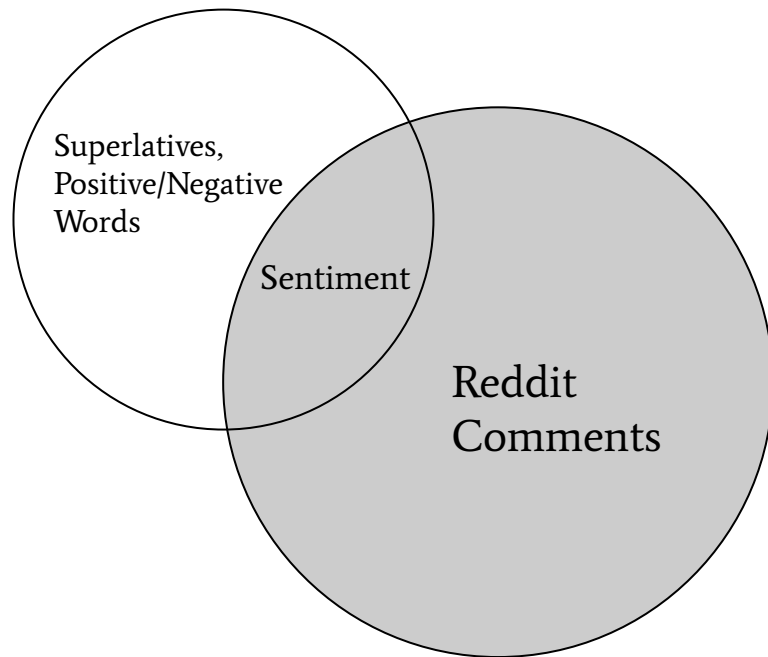 Superlatives,
Positive/Negative
Words
Sentiment
Reddit
Comments